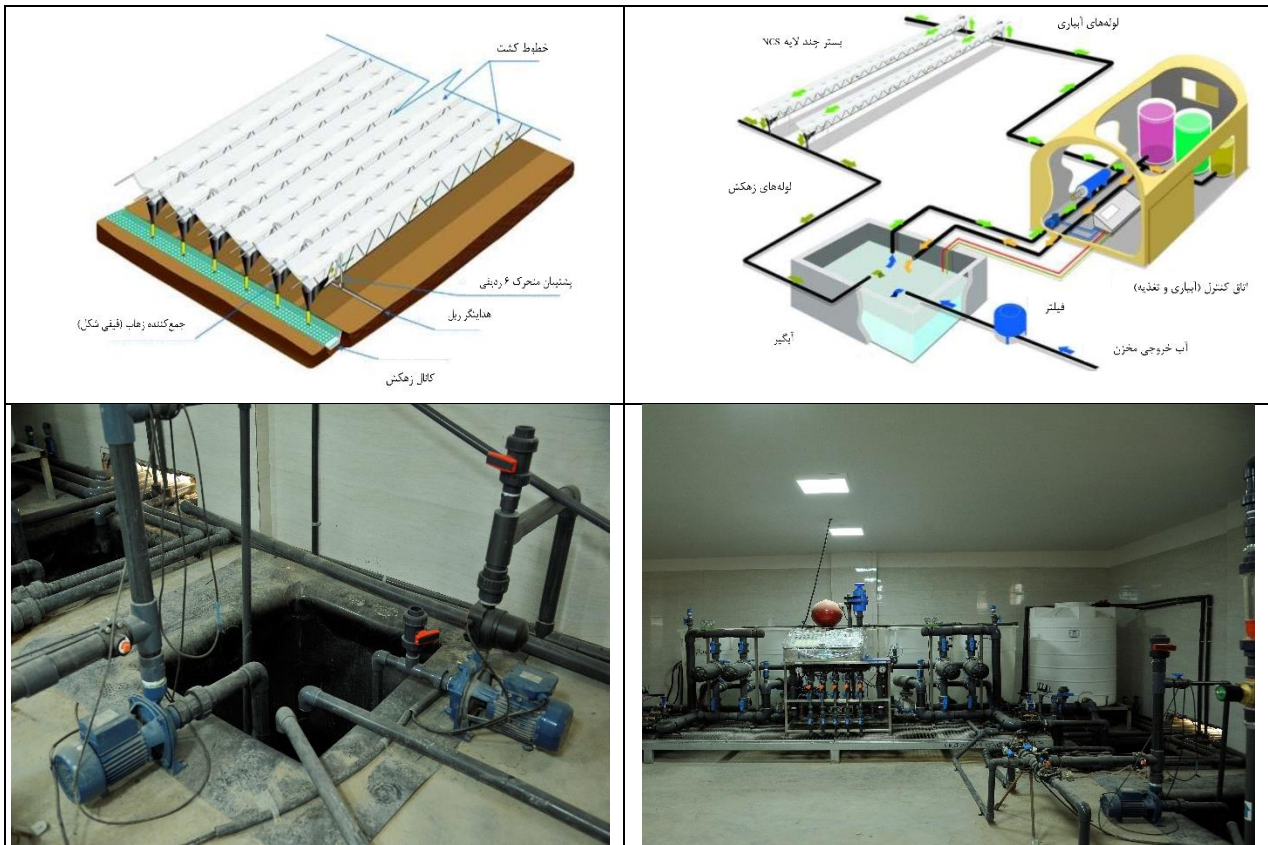 خطوط کشت
پشتیبان متحرک ۶ ردیفی
هدایتگر ریل
جمع‌کننده زهاب (قیفی شکل)
کانال زهکش
لوله‌های آبیاری
بستر چند لایه NCS
لوله‌های زهکش
اتاق کنترل (آبیاری و تغذیه)
فیلتر
آبگیر
آب خروجی مخزن